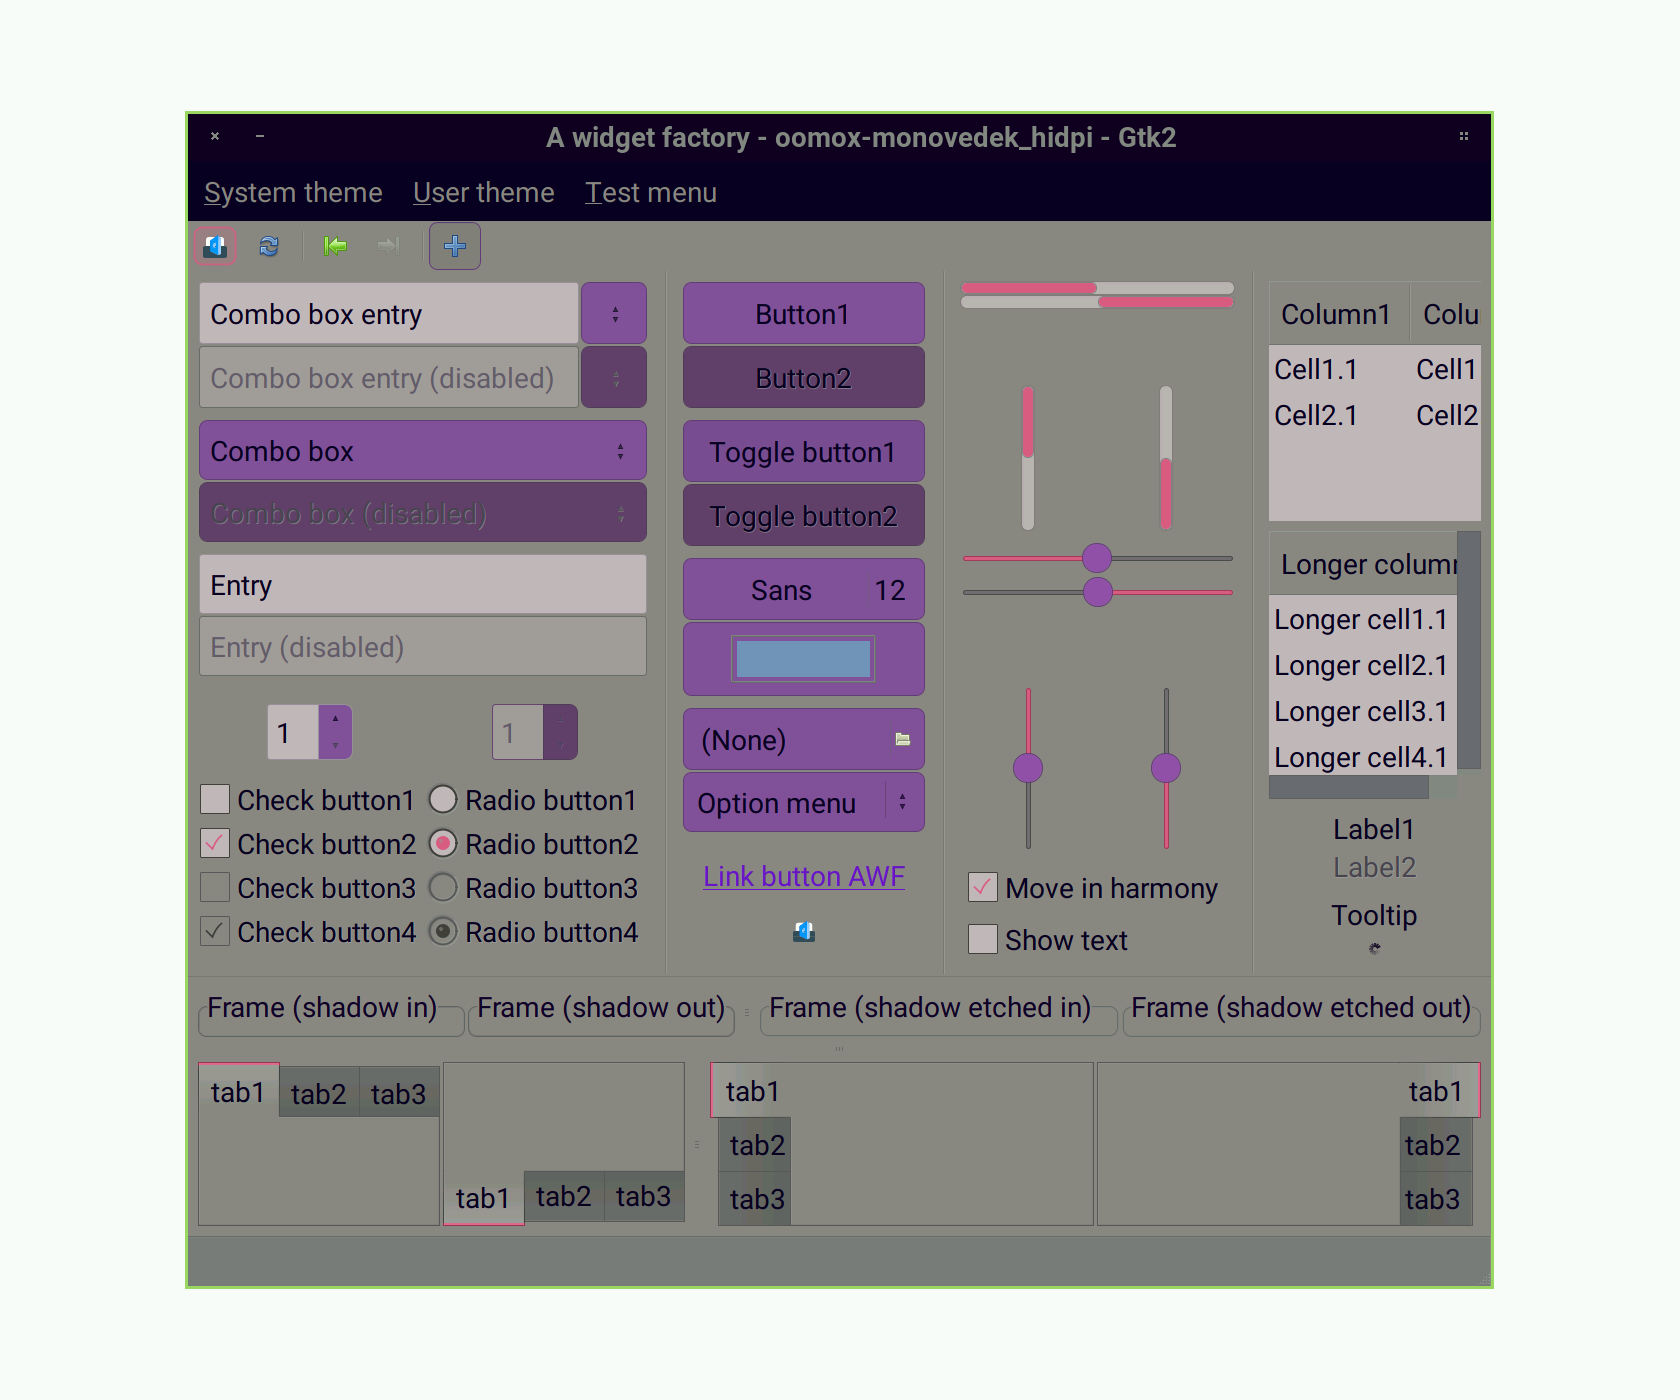 A widget factory - oomox-monovedek_hidpi - Gtk2
System theme User theme Test menu
Combo box entry
Combo box entry (disabled)
Combo box
Combo box (disabled)
Entry
Entry (disabled)
1 1
Check button1 Radio button1
Check button2 Radio button2
Check button3 Radio button3
Check button4 Radio button4
Button1
Button2
Toggle button1
Toggle button2
Sans 12
(None)
Option menu
Link button AWF
Move in harmony
Show text
Column1 Colu
Cell1.1 Cell1
Cell2.1 Cell2
Longer column
Longer cell1.1
Longer cell2.1
Longer cell3.1
Longer cell4.1
Label1
Label2
Tooltip
Frame (shadow in) Frame (shadow out) Frame (shadow etched in) Frame (shadow etched out)
tab1 tab2 tab3
tab1 tab2 tab3
tab1
tab2
tab3
tab1
tab2
tab3